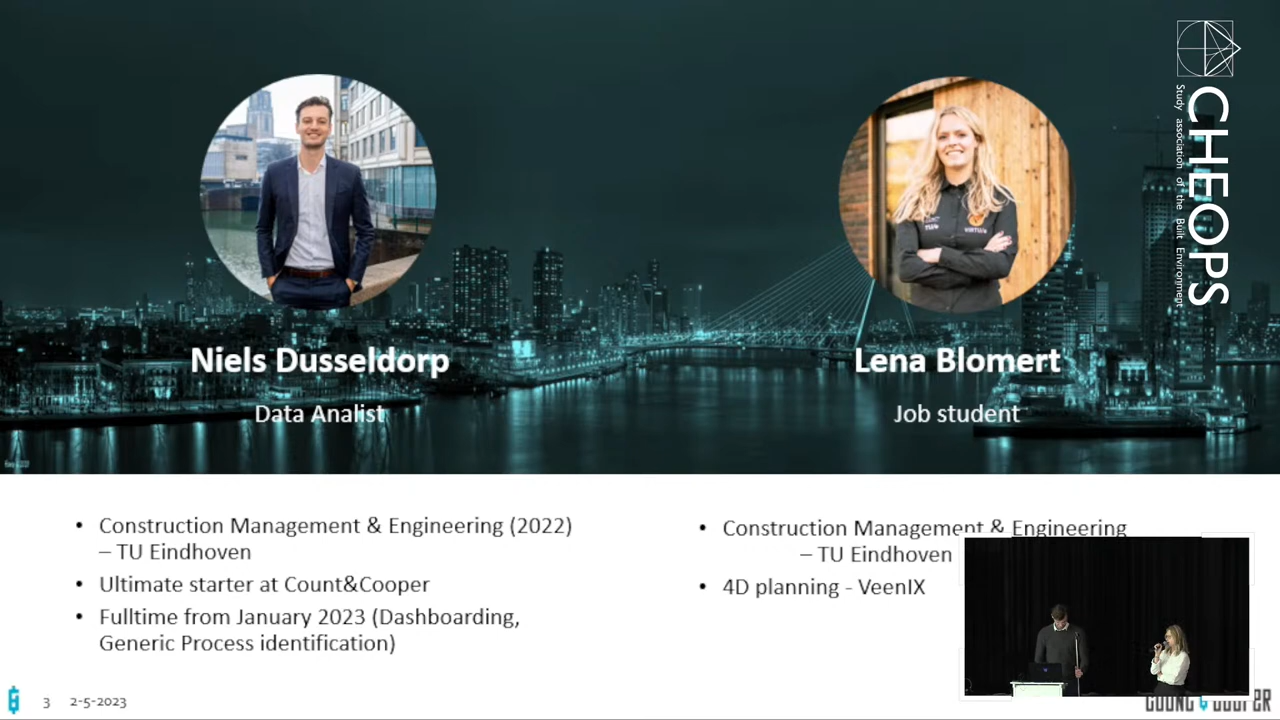 CHEOPS
Study association of the Built Environment
Niels Dusseldorp
Data Analist
Lena Blomert
Job student
• Construction Management & Engineering (2022)
– TU Eindhoven
• Ultimate starter at Count&Cooper
• Fulltime from January 2023 (Dashboarding,
Generic Process identification)
• Construction Management & Engineering
– TU Eindhoven
• 4D planning - VeenIX
3 2-5-2023